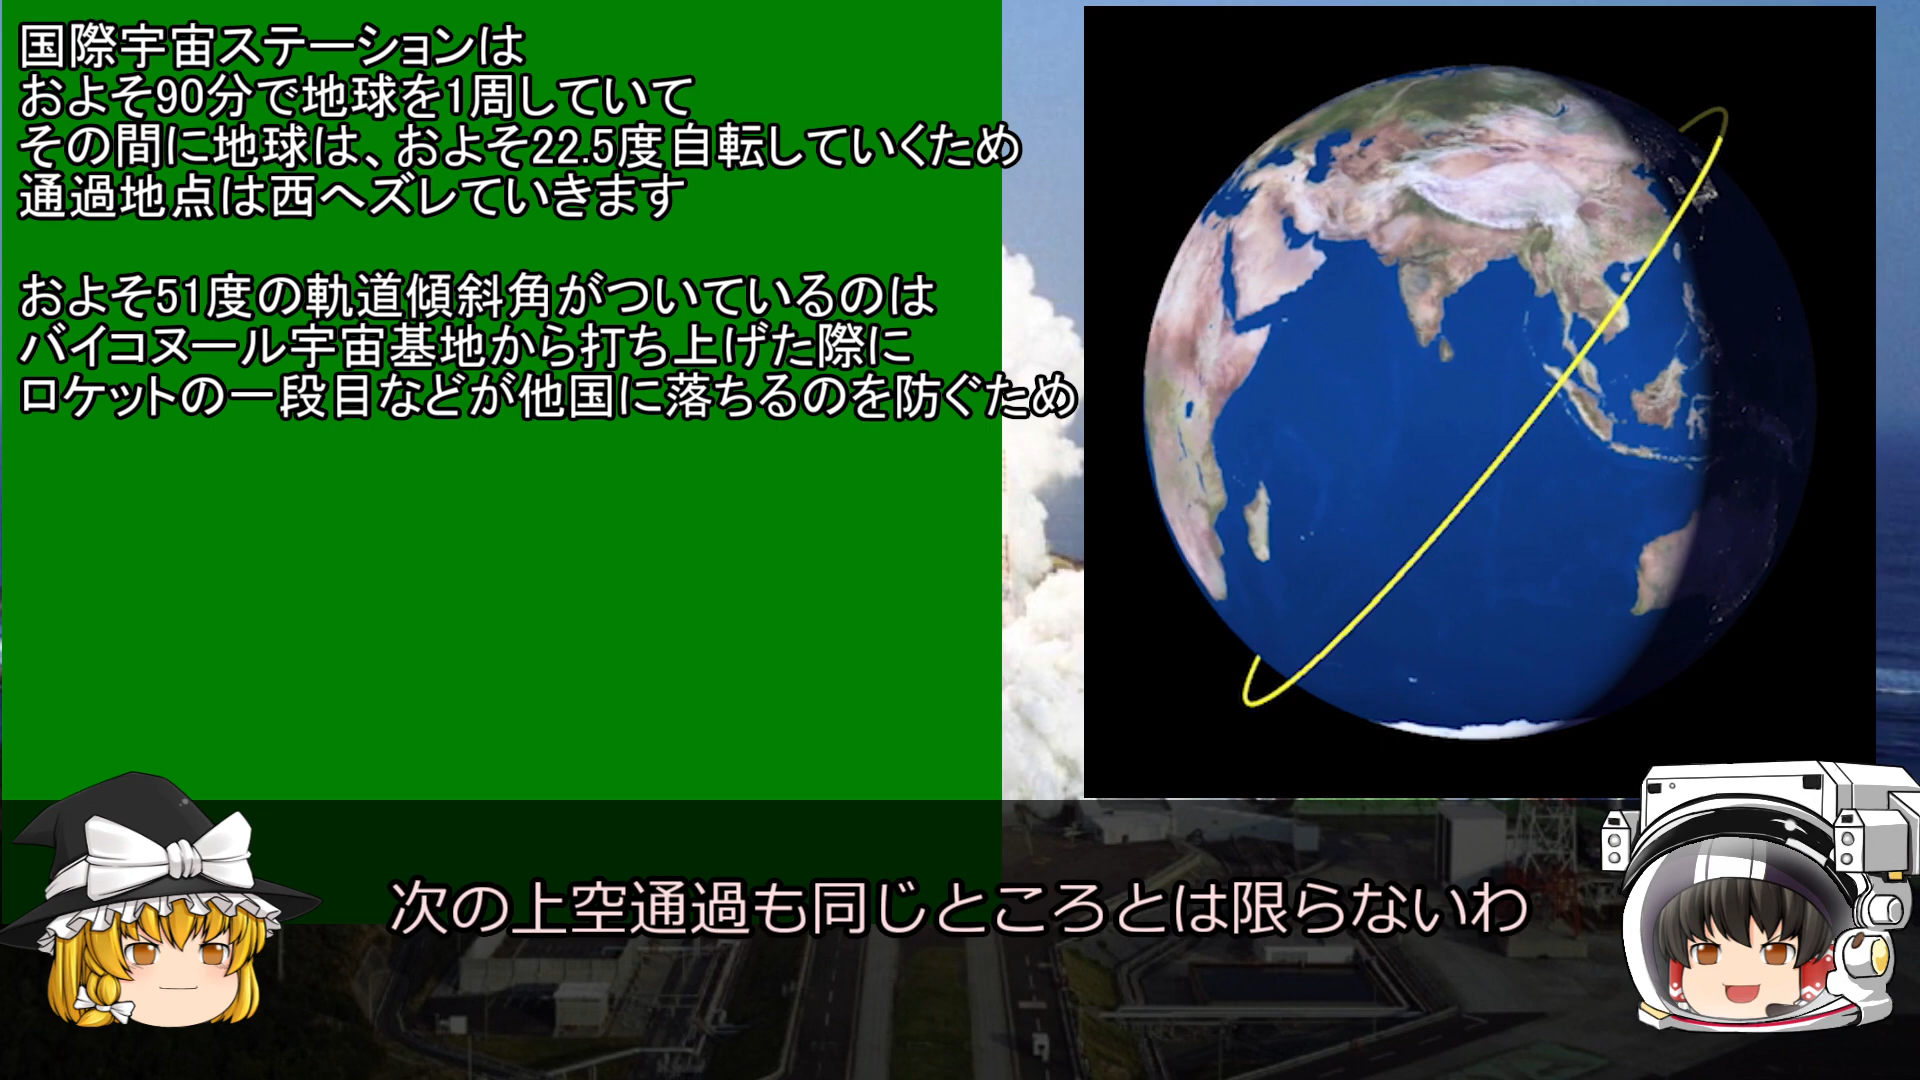 国際宇宙ステーションは
およそ90分で地球を1周していて
その間に地球は、およそ22.5度自転していくため
通過地点は西へズレていきます
およそ51度の軌道傾斜角がついているのは
バイコヌール宇宙基地から打ち上げた際に
ロケットの一段目などが他国に落ちるのを防ぐため
次の上空通過も同じところとは限らないわ